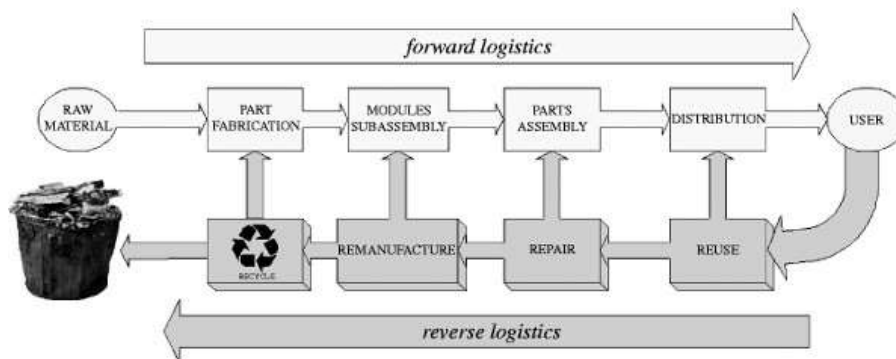 forward logistics
RAW
MATERIAL
PART
FABRICATION
MODULES
SUBASSEMBLY
PARTS
ASSEMBLY
DISTRIBUTION
USER
RECYCLE
REMANUFACTURE
REPAIR
REUSE
reverse logistics